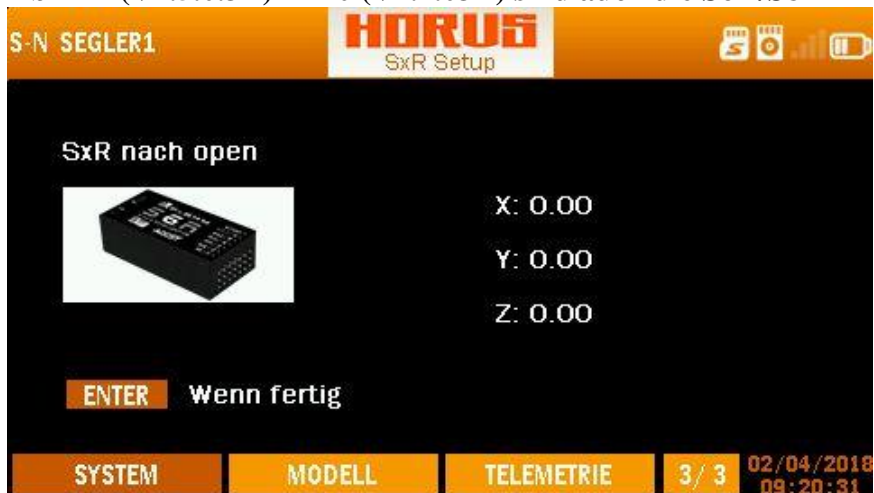 S-N SEGLER1
HORUS
SxR Setup
SxR nach open
X: 0.00
Y: 0.00
Z: 0.00
ENTER Wenn fertig
SYSTEM MODELL TELEMETRIE 3/3 02/04/2018
09:20:31